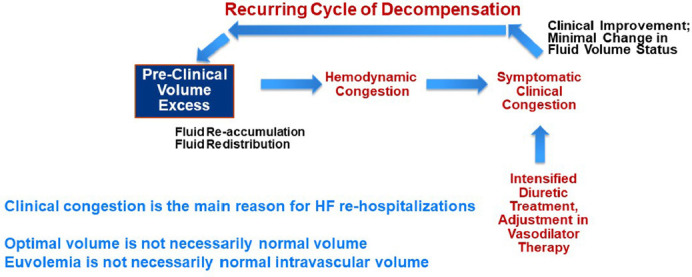 Recurring Cycle of Decompensation
Clinical Improvement;
Minimal Change in
Fluid Volume Status
Pre-Clinical
Volume
Excess
Hemodynamic
Congestion
Symptomatic
Clinical
Congestion
Fluid Re-accumulation
Fluid Redistribution
Intensified
Diuretic
Treatment,
Adjustment in
Vasodilator
Therapy
Clinical congestion is the main reason for HF re-hospitalizations
Optimal volume is not necessarily normal volume
Euvolemia is not necessarily normal intravascular volume